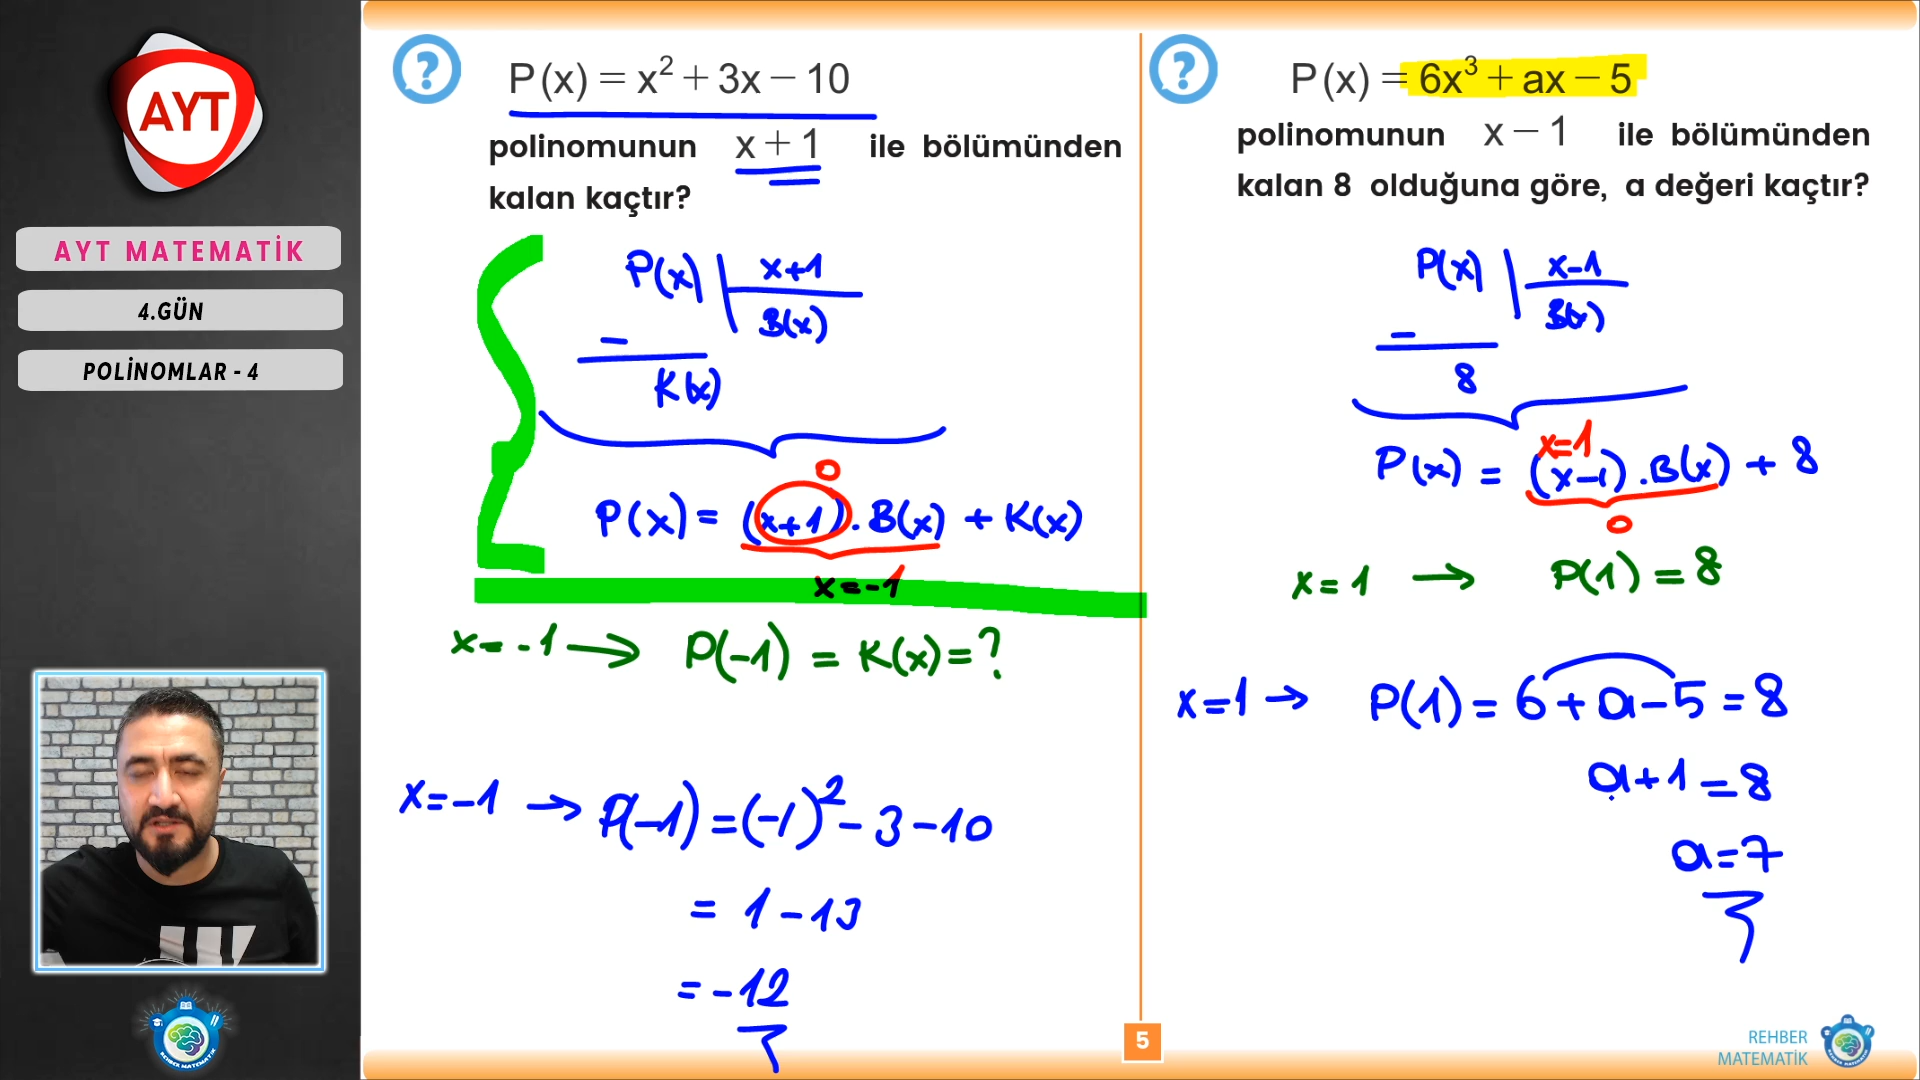 AYT
AYT MATEMATİK
4.GÜN
POLİNOMLAR - 4
REHBER MATEMATİK
P(x) = x² + 3x − 10
polinomunun x + 1 ile bölümünden
kalan kaçtır?
P(x) | x+1
B(x)
−
K(x)
0
P(x) = (x+1).B(x) + K(x)
x=-1
x=-1 → P(-1) = K(x)=?
x=-1 → P(-1)=(-1)²-3-10
= 1-13
= -12
P(x) = 6x³ + ax − 5
polinomunun x − 1 ile bölümünden
kalan 8 olduğuna göre, a değeri kaçtır?
P(x) | x-1
B(x)
−
8
x=1
P(x) = (x-1).B(x) + 8
0
x=1 → P(1)=8
x=1 → P(1)=6+a-5=8
a+1=8
a=7
5
REHBER
MATEMATİK